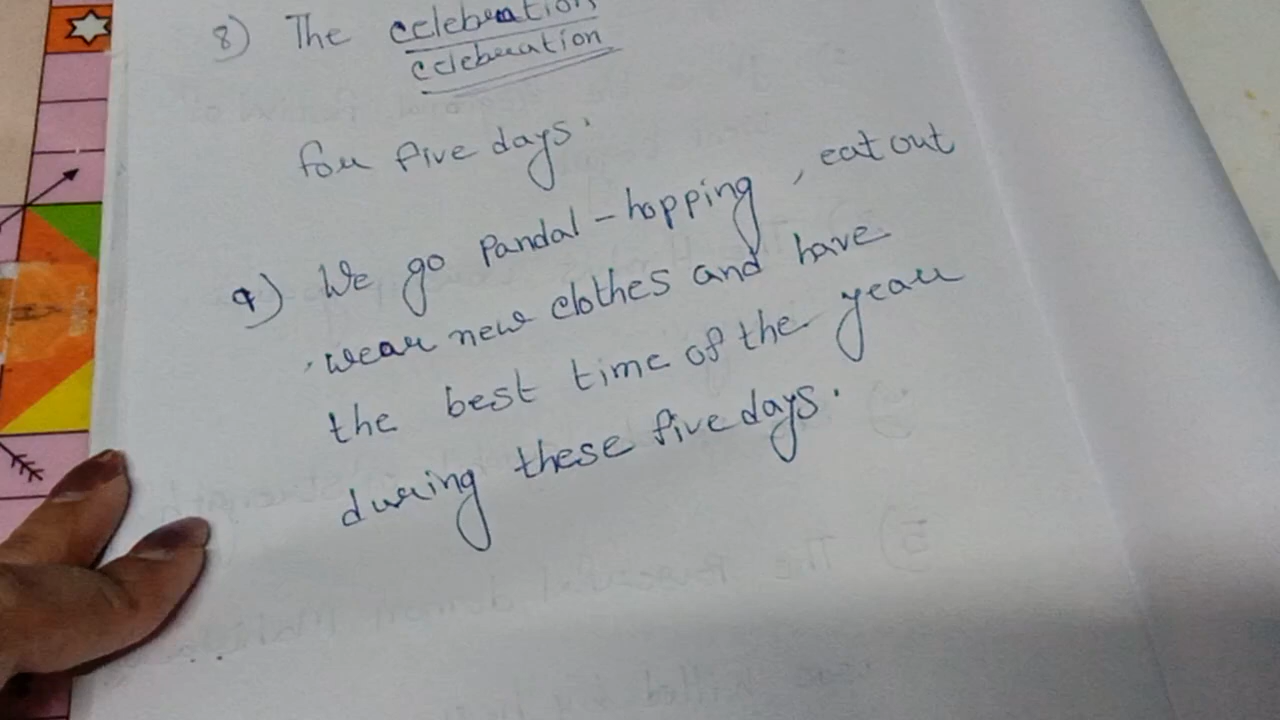 8) The celebration
celebration
for five days.
9) We go Pandal-hopping, eat out
, wear new clothes and have
the best time of the year
during these five days.